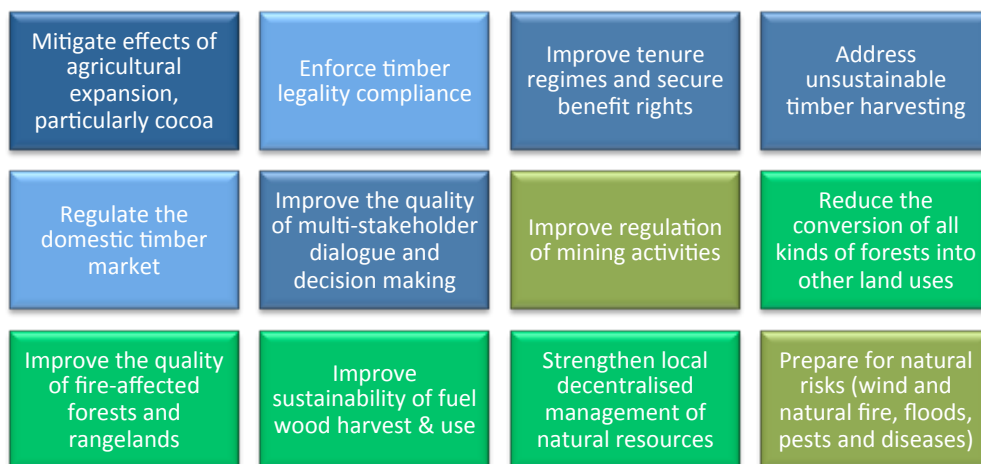 Mitigate effects of
agricultural
expansion,
particularly cocoa
Enforce timber
legality compliance
Improve tenure
regimes and secure
benefit rights
Address
unsustainable
timber harvesting
Regulate the
domestic timber
market
Improve the quality
of multi-stakeholder
dialogue and
decision making
Improve regulation
of mining activities
Reduce the
conversion of all
kinds of forests into
other land uses
Improve the quality
of fire-affected
forests and
rangelands
Improve
sustainability of fuel
wood harvest & use
Strengthen local
decentralised
management of
natural resources
Prepare for natural
risks (wind and
natural fire, floods,
pests and diseases)